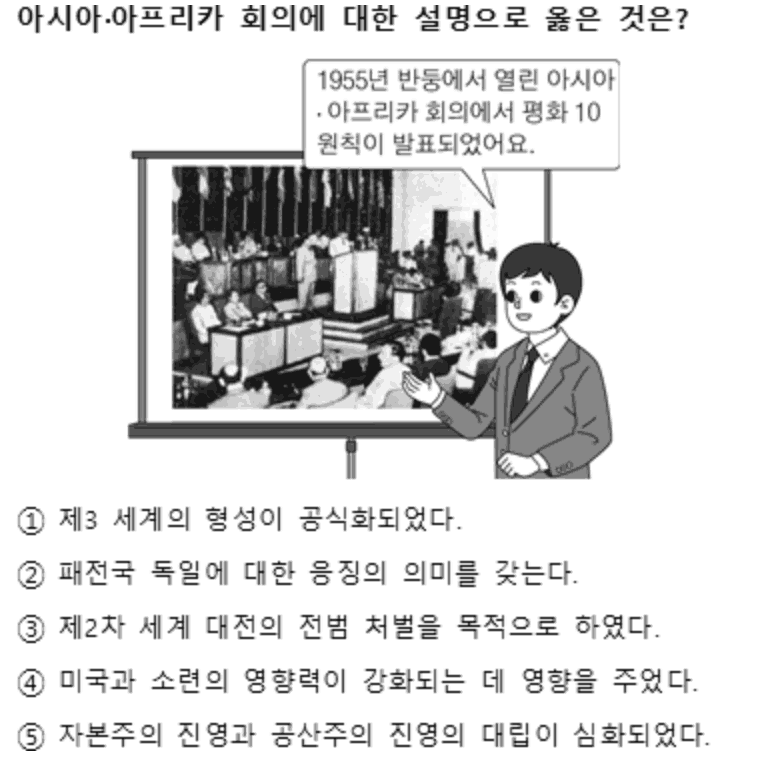 아시아·아프리카 회의에 대한 설명으로 옳은 것은?
1955년 반둥에서 열린 아시아
·아프리카 회의에서 평화 10
원칙이 발표되었어요.
① 제3 세계의 형성이 공식화되었다.
② 패전국 독일에 대한 응징의 의미를 갖는다.
③ 제2차 세계 대전의 전범 처벌을 목적으로 하였다.
④ 미국과 소련의 영향력이 강화되는 데 영향을 주었다.
⑤ 자본주의 진영과 공산주의 진영의 대립이 심화되었다.